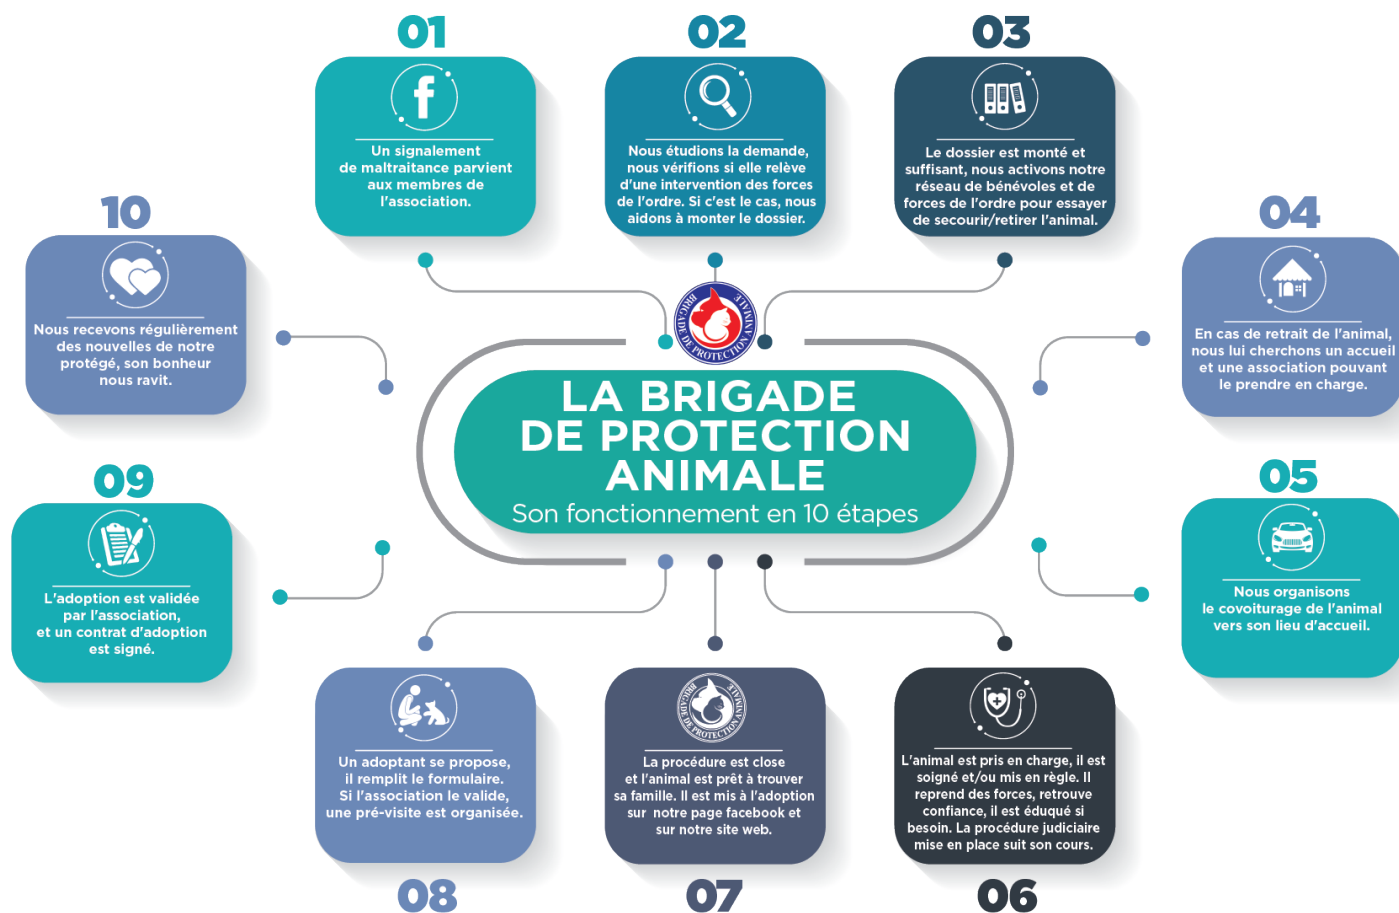 01
Un signalement
de maltraitance parvient
aux membres de
l'association.
02
Nous étudions la demande,
nous vérifions si elle relève
d'une intervention des forces
de l'ordre. Si c'est le cas, nous
aidons à monter le dossier.
03
Le dossier est monté et
suffisant, nous activons notre
réseau de bénévoles et de
forces de l'ordre pour essayer
de secourir/retirer l'animal.
04
En cas de retrait de l'animal,
nous lui cherchons un accueil
et une association pouvant
le prendre en charge.
05
Nous organisons
le covoiturage de l'animal
vers son lieu d'accueil.
06
L'animal est pris en charge, il est
soigné et/ou mis en règle. Il
reprend des forces, retrouve
confiance, il est éduqué si
besoin. La procédure judiciaire
mise en place suit son cours.
07
BRIGADE DE PROTECTION ANIMALE
La procédure est close
et l'animal est prêt à trouver
sa famille. Il est mis à l'adoption
sur notre page facebook et
sur notre site web.
08
Un adoptant se propose,
il remplit le formulaire.
Si l'association le valide,
une pré-visite est organisée.
09
L'adoption est validée
par l'association,
et un contrat d'adoption
est signé.
10
Nous recevons régulièrement
des nouvelles de notre
protégé, son bonheur
nous ravit.
BRIGADE DE PROTECTION ANIMALE
LA BRIGADE
DE PROTECTION
ANIMALE
Son fonctionnement en 10 étapes